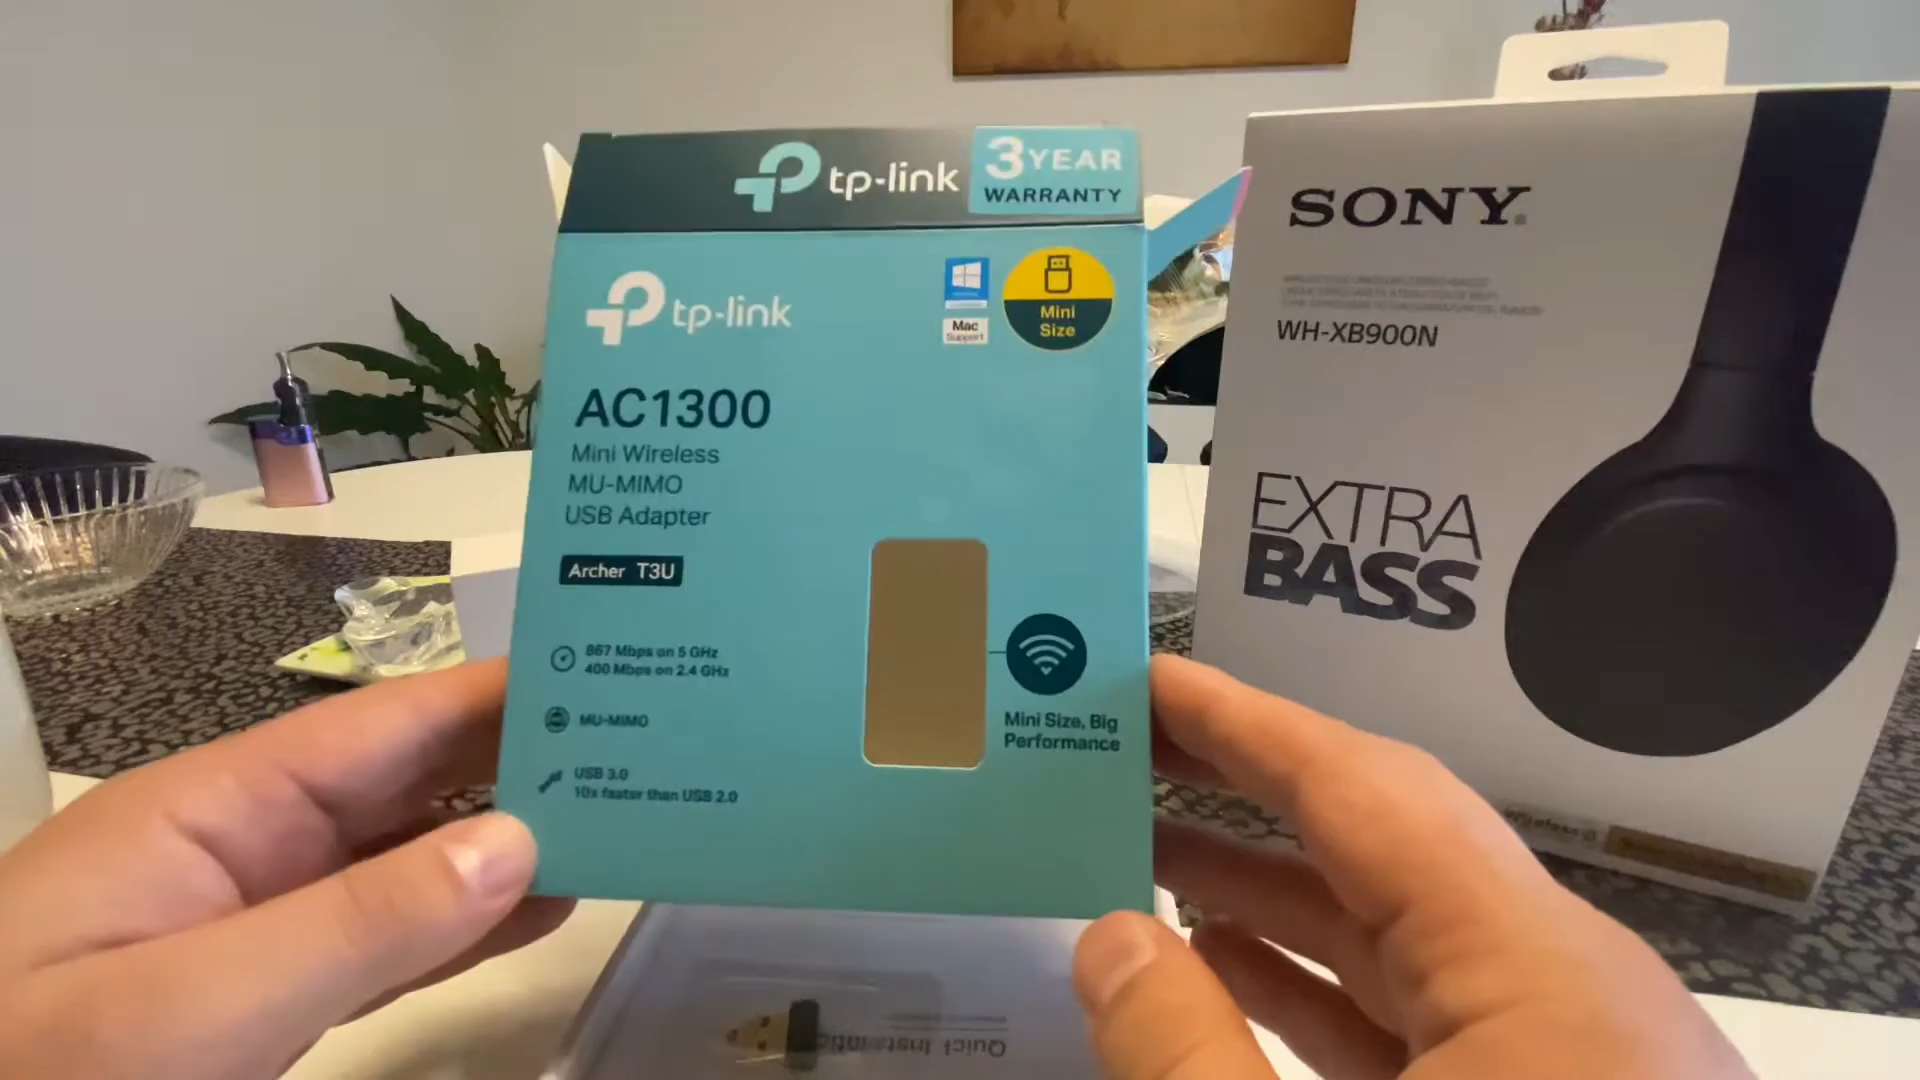 tp-link
3 YEAR
WARRANTY
tp-link
Mac
Support
Mini
Size
AC1300
Mini Wireless
MU-MIMO
USB Adapter
Archer T3U
867 Mbps on 5 GHz
400 Mbps on 2.4 GHz
MU-MIMO
USB 3.0
10x faster than USB 2.0
Mini Size, Big
Performance
SONY
WH-XB900N
EXTRA
BASS
Quick